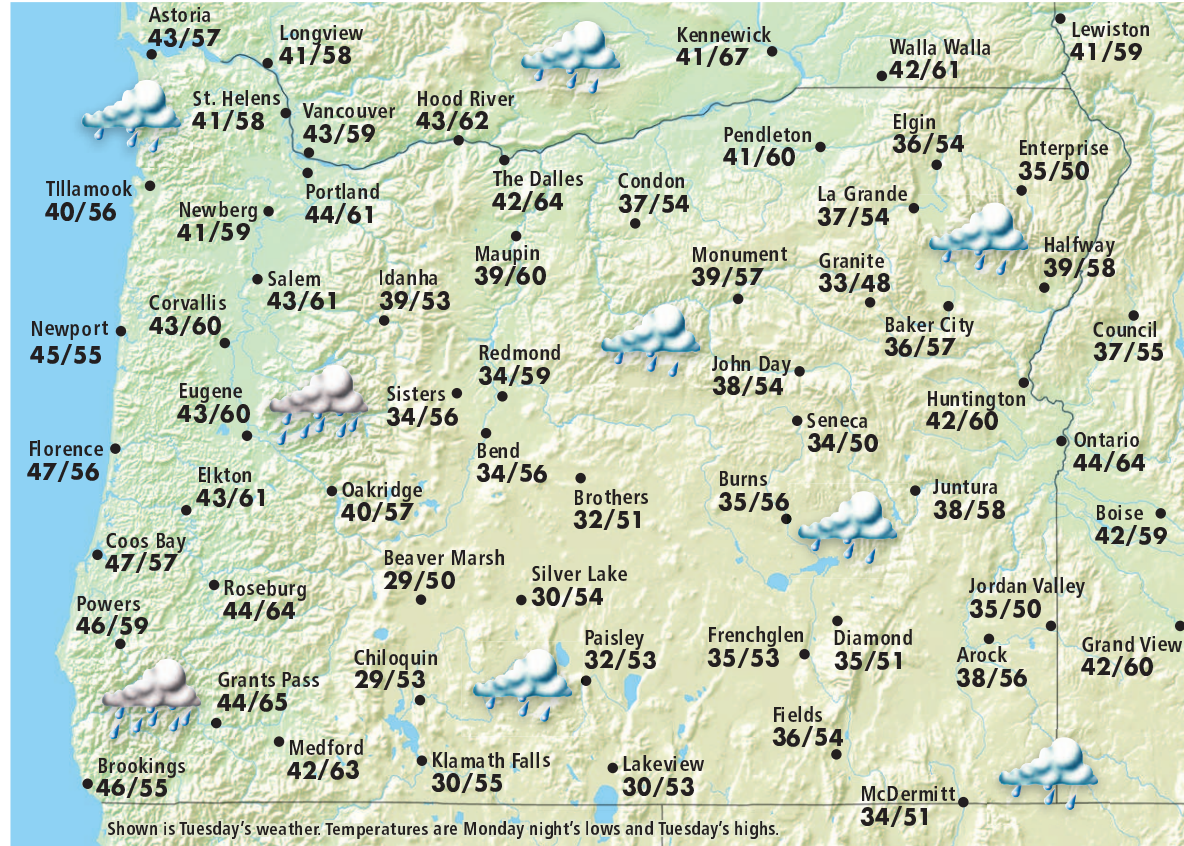 Astoria
43/57
Longview
41/58
Kennewick
41/67
Walla Walla
42/61
Lewiston
41/59
St. Helens
41/58
Vancouver
43/59
Hood River
43/62
Pendleton
41/60
Elgin
36/54
Enterprise
35/50
TIllamook
40/56
Newberg
41/59
Portland
44/61
The Dalles
42/64
Condon
37/54
La Grande
37/54
Maupin
39/60
Monument
39/57
Granite
33/48
Halfway
39/58
Salem
43/61
Idanha
39/53
Corvallis
43/60
Newport
45/55
Baker City
36/57
Council
37/55
Redmond
34/59
John Day
38/54
Eugene
43/60
Sisters
34/56
Huntington
42/60
Seneca
34/50
Florence
47/56
Bend
34/56
Ontario
44/64
Elkton
43/61
Oakridge
40/57
Brothers
32/51
Burns
35/56
Juntura
38/58
Boise
42/59
Coos Bay
47/57
Beaver Marsh
29/50
Silver Lake
30/54
Roseburg
44/64
Jordan Valley
35/50
Powers
46/59
Paisley
32/53
Frenchglen
35/53
Diamond
35/51
Arock
38/56
Grand View
42/60
Chiloquin
29/53
Grants Pass
44/65
Fields
36/54
Medford
42/63
Klamath Falls
30/55
Lakeview
30/53
Brookings
46/55
McDermitt
34/51
Shown is Tuesday's weather. Temperatures are Monday night's lows and Tuesday's highs.